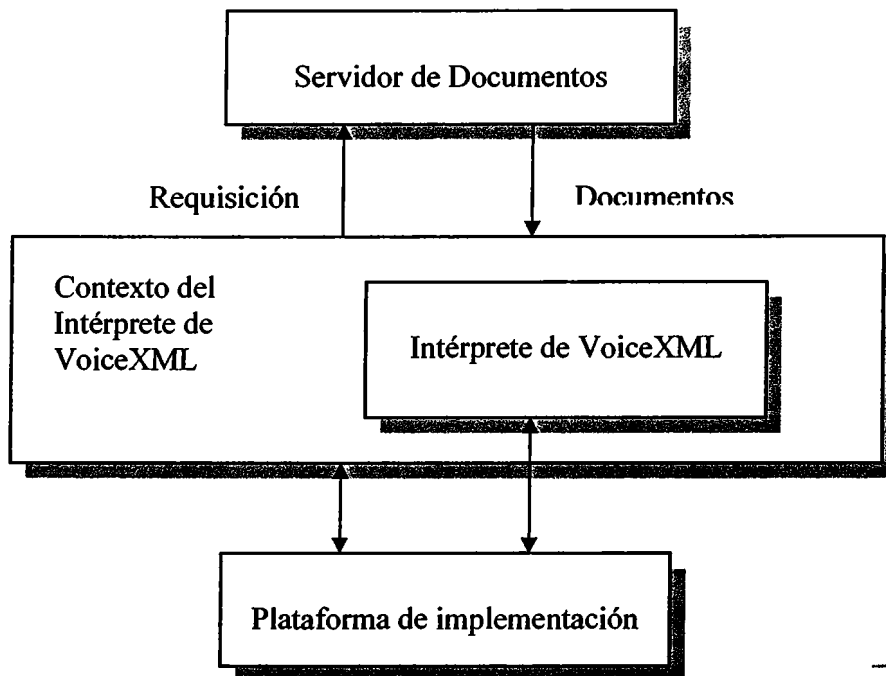 Servidor de Documentos
Requisición
Documentos
Contexto del
Intérprete de
VoiceXML
Intérprete de VoiceXML
Plataforma de implementación